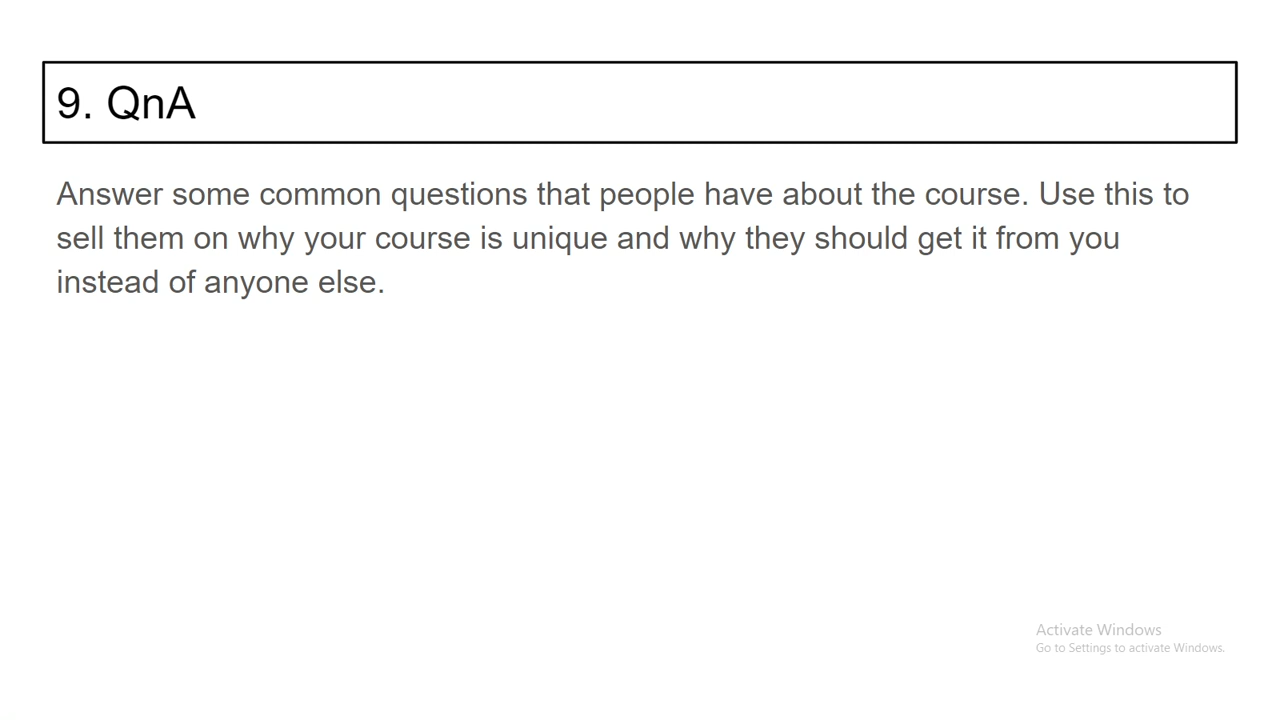 9. QnA
Answer some common questions that people have about the course. Use this to
sell them on why your course is unique and why they should get it from you
instead of anyone else.
Activate Windows
Go to Settings to activate Windows.